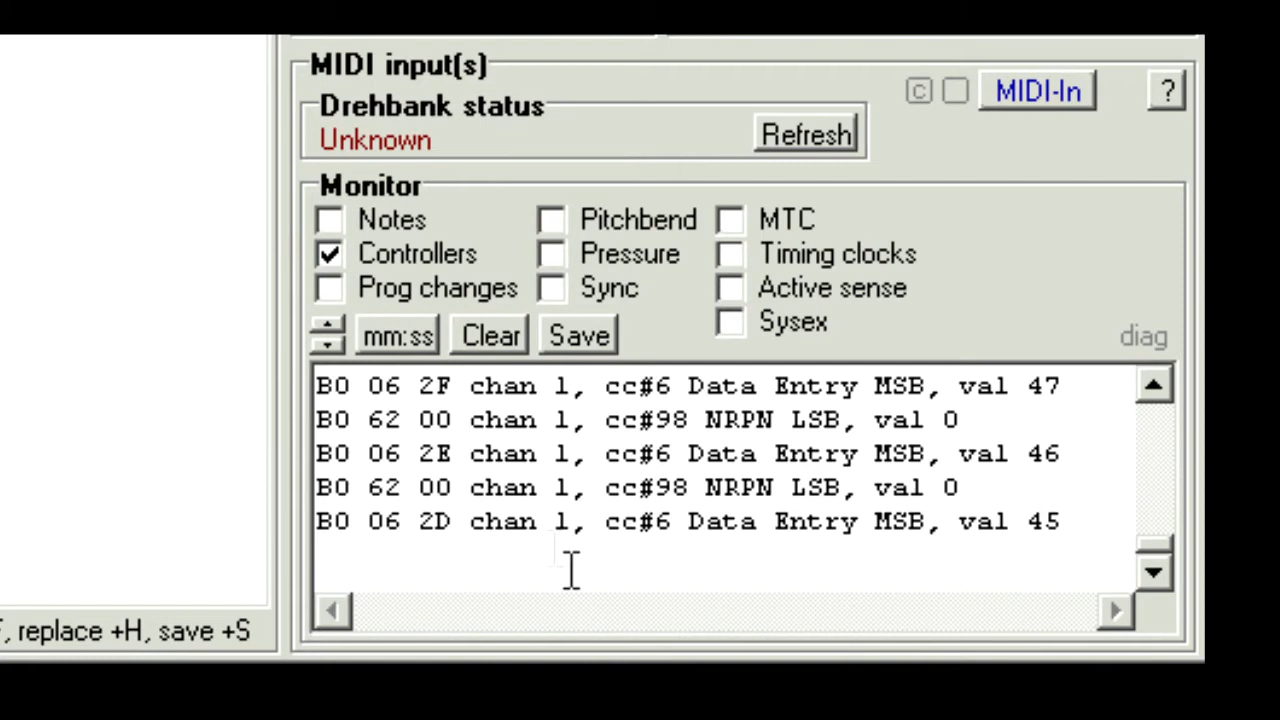 MIDI input(s)
C MIDI-In ?
Drehbank status
Unknown Refresh
Monitor
Notes Pitchbend MTC
Controllers Pressure Timing clocks
Prog changes Sync Active sense
Sysex
mm:ss Clear Save diag
B0 06 2F chan 1, cc#6 Data Entry MSB, val 47
B0 62 00 chan 1, cc#98 NRPN LSB, val 0
B0 06 2E chan 1, cc#6 Data Entry MSB, val 46
B0 62 00 chan 1, cc#98 NRPN LSB, val 0
B0 06 2D chan 1, cc#6 Data Entry MSB, val 45
, replace +H, save +S